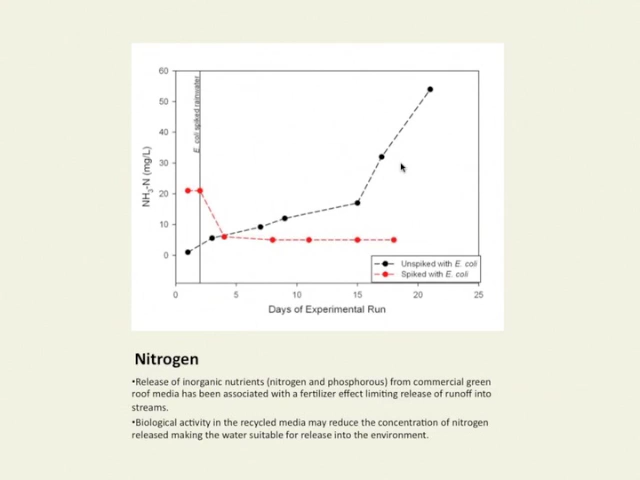 60
50
40
30
20
10
0
NH3-N (mg/L)
E. coli spiked rainwater
Unspiked with E. coli
Spiked with E. coli
0 5 10 15 20 25
Days of Experimental Run
Nitrogen
•Release of inorganic nutrients (nitrogen and phosphorous) from commercial green
roof media has been associated with a fertilizer effect limiting release of runoff into
streams.
•Biological activity in the recycled media may reduce the concentration of nitrogen
released making the water suitable for release into the environment.